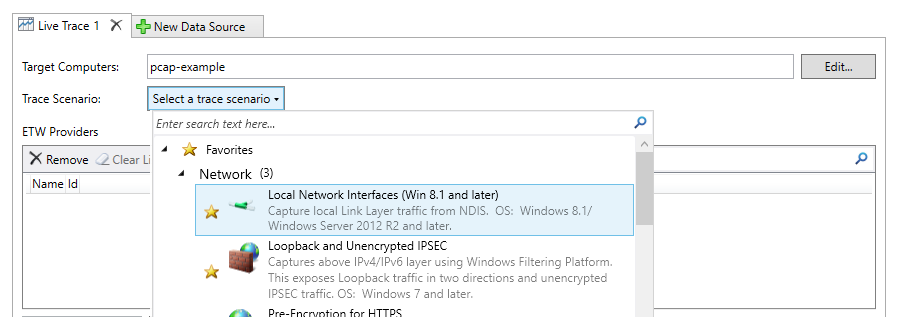 Live Trace 1
New Data Source
Target Computers:
pcap-example
Edit...
Trace Scenario:
Select a trace scenario
Enter search text here...
ETW Providers
Favorites
Remove
Clear Li
Network (3)
Name
Id
Local Network Interfaces (Win 8.1 and later)
Capture local Link Layer traffic from NDIS. OS: Windows 8.1/
Windows Server 2012 R2 and later.
Loopback and Unencrypted IPSEC
Captures above IPv4/IPv6 layer using Windows Filtering Platform.
This exposes Loopback traffic in two directions and unencrypted
IPSEC traffic. OS: Windows 7 and later.
Pre-Encryption for HTTPS